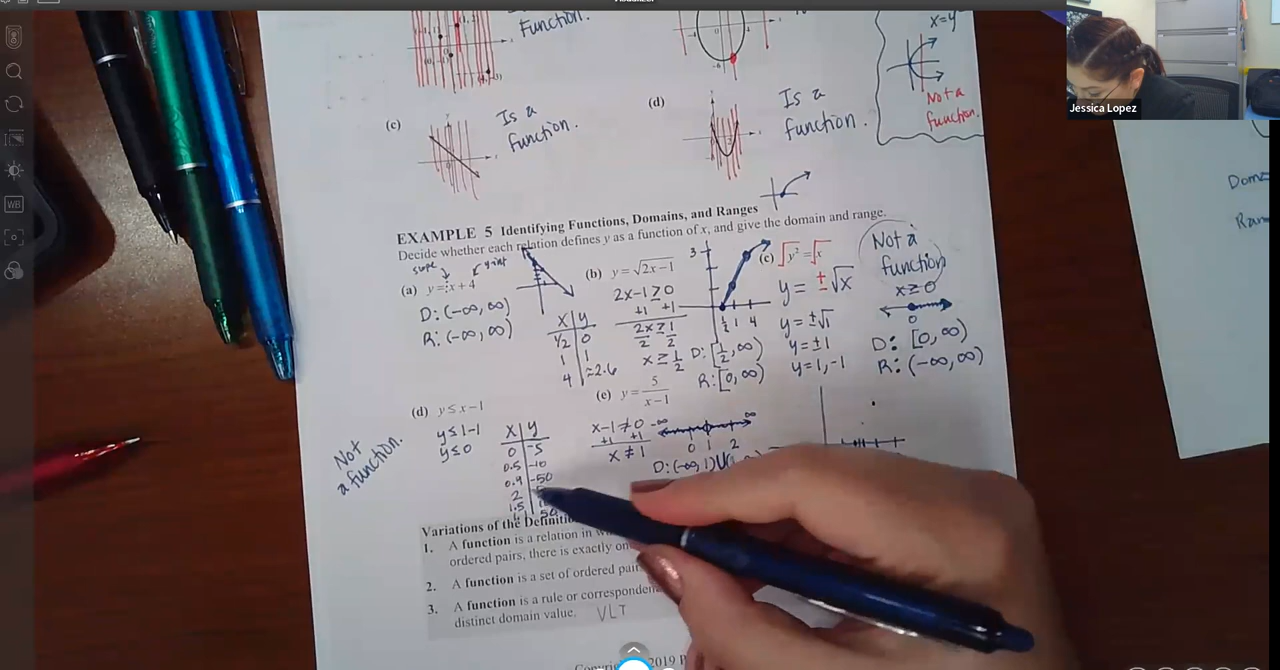 Function.
x=y
Not a
function.
Jessica Lopez
WB
(c)
Is a
function.
(d)
Is a
function.
EXAMPLE 5 Identifying Functions, Domains, and Ranges
Decide whether each relation defines y as a function of x, and give the domain and range.
slope
y-int
(a)
x + 4
D: (-∞, ∞)
R: (-∞, ∞)
(b) y = √2x-1
2x-1≥0
+1 +1
2x ≥ 1
2 2
x ≥ 1/2
x|y
1/2|0
1|1
4|≈2.6
3
1/2 1 4
D: [1/2, ∞)
R: [0, ∞)
(c) √y² = √x
y = ±√x
y = ±√1
y = ±1
y = 1, -1
Not a
function
x≥0
0
D: [0, ∞)
R: (-∞, ∞)
(d) y ≤ x-1
y≤1-1
y≤0
Not
a function.
(e) y = 5/x-1
x-1≠0
+1 +1
x ≠ 1
X|Y
0|-5
0.5|-10
0.9|-50
2
1.5
-∞ ∞
0 1 2
D: (-∞, 1) U
Variations of the
1. A function is a relation in
ordered pairs, there is exactly
2. A function is a set of ordered
3. A function is a rule or
distinct domain value. VLT
2019
Ran